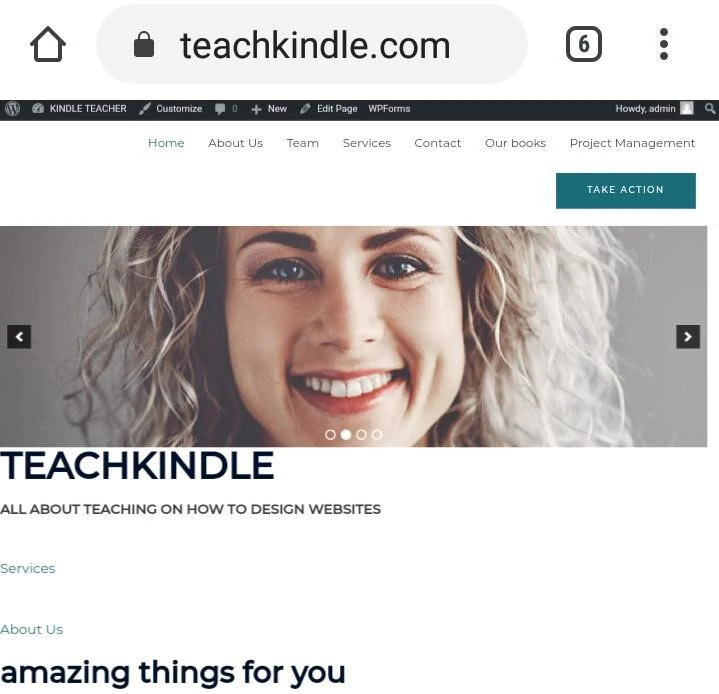 teachkindle.com
6
KINDLE TEACHER Customize 0 New Edit Page WPForms Howdy, admin
Home About Us Team Services Contact Our books Project Management
TAKE ACTION
TEACHKINDLE
ALL ABOUT TEACHING ON HOW TO DESIGN WEBSITES
Services
About Us
amazing things for you